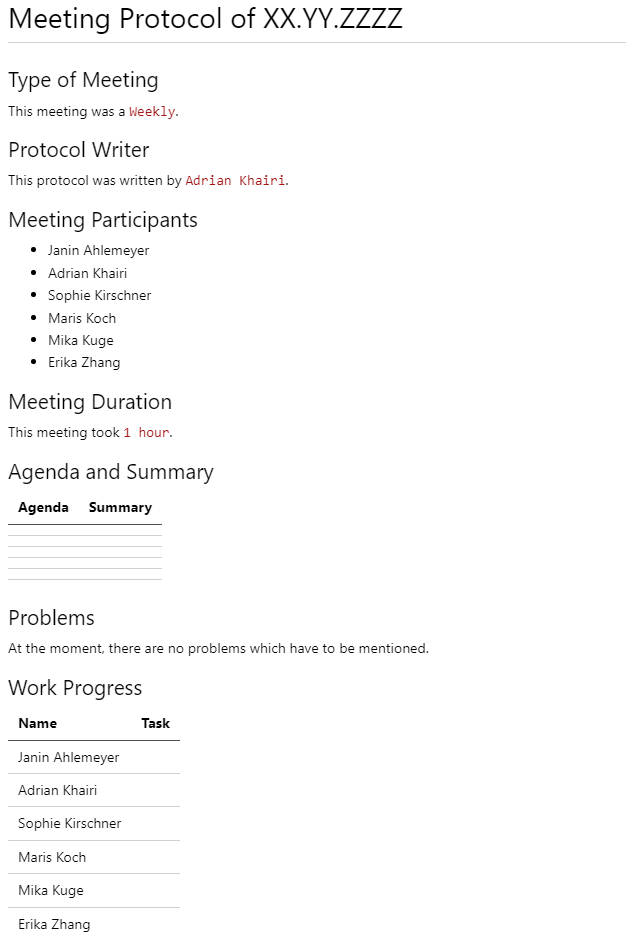 Meeting Protocol of XX.YY.ZZZZ
Type of Meeting
This meeting was a Weekly.
Protocol Writer
This protocol was written by Adrian Khairi.
Meeting Participants
Janin Ahlemeyer
Adrian Khairi
Sophie Kirschner
Maris Koch
Mika Kuge
Erika Zhang
Meeting Duration
This meeting took 1 hour.
Agenda and Summary
Agenda Summary
Problems
At the moment, there are no problems which have to be mentioned.
Work Progress
Name Task
Janin Ahlemeyer
Adrian Khairi
Sophie Kirschner
Maris Koch
Mika Kuge
Erika Zhang